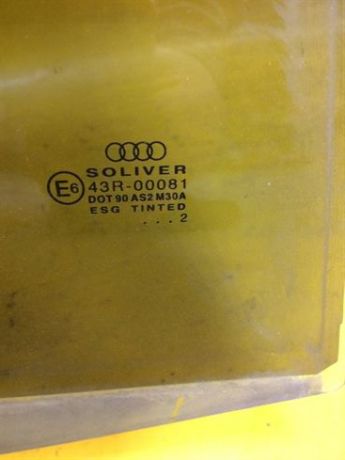 SOLIVER
E6 43R-00081
DOT 90 AS2 M30A
ESG TINTED
...2